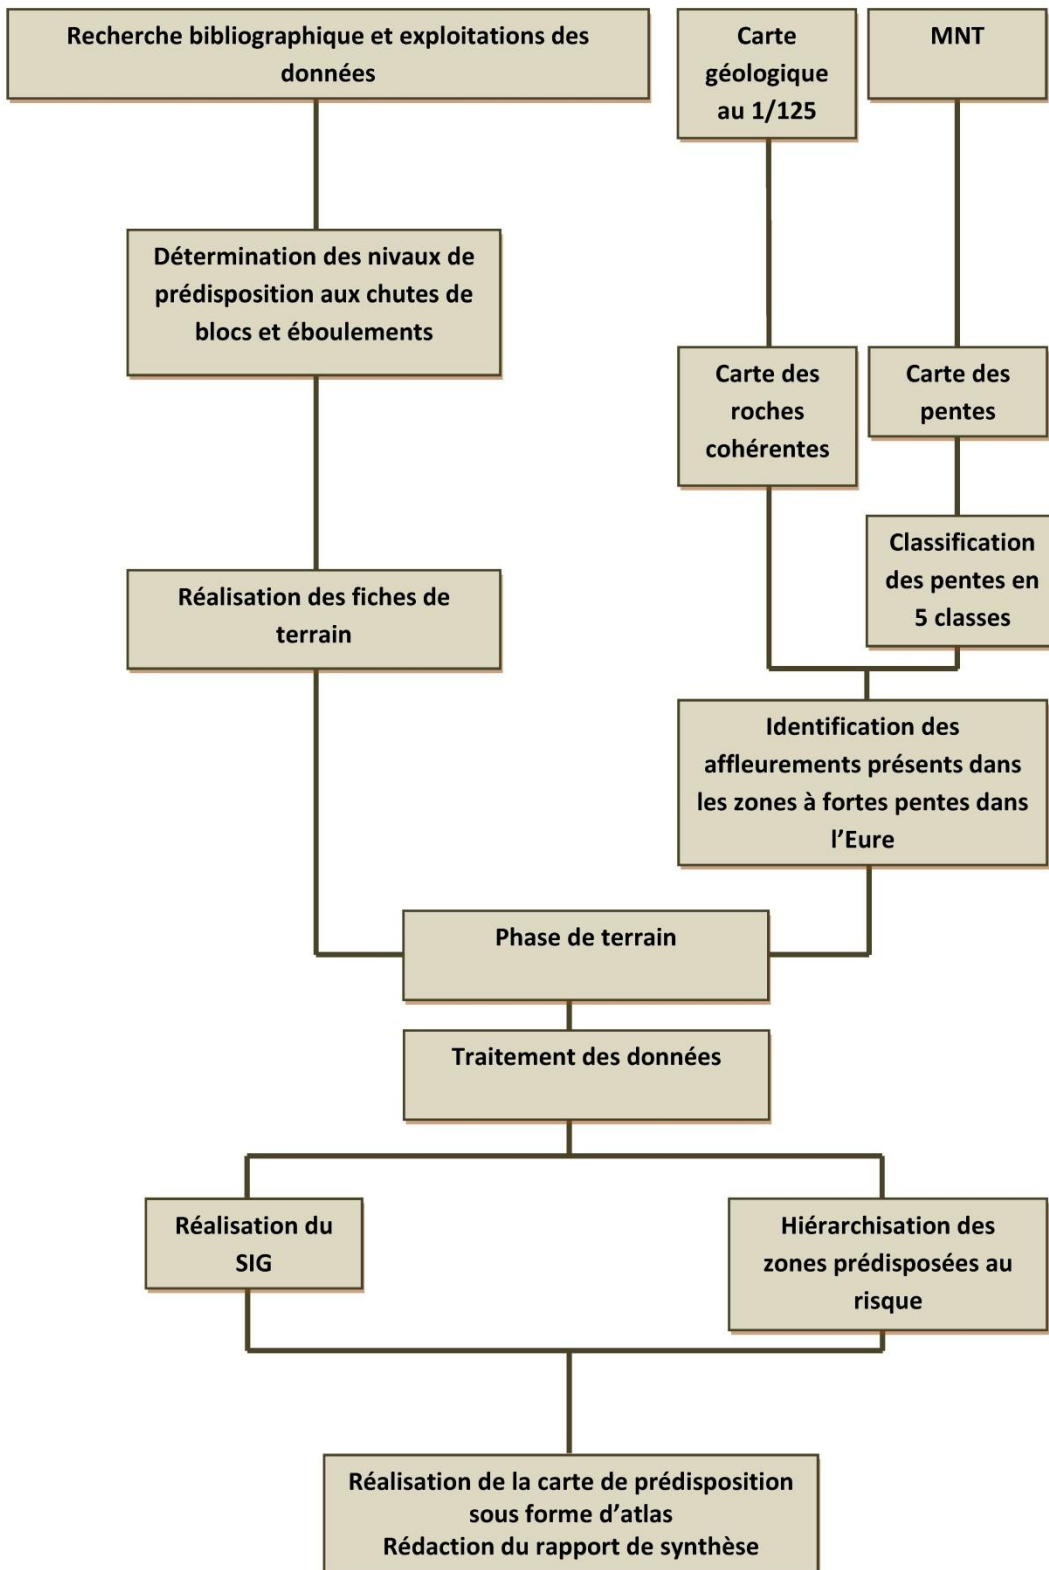 Recherche bibliographique et exploitations des
données
Carte
géologique
au 1/125
MNT
Détermination des nivaux de
prédisposition aux chutes de
blocs et éboulements
Carte des
roches
cohérentes
Carte des
pentes
Classification
des pentes en
5 classes
Réalisation des fiches de
terrain
Identification des
affleurements présents dans
les zones à fortes pentes dans
l’Eure
Phase de terrain
Traitement des données
Réalisation du
SIG
Hiérarchisation des
zones prédisposées au
risque
Réalisation de la carte de prédisposition
sous forme d’atlas
Rédaction du rapport de synthèse